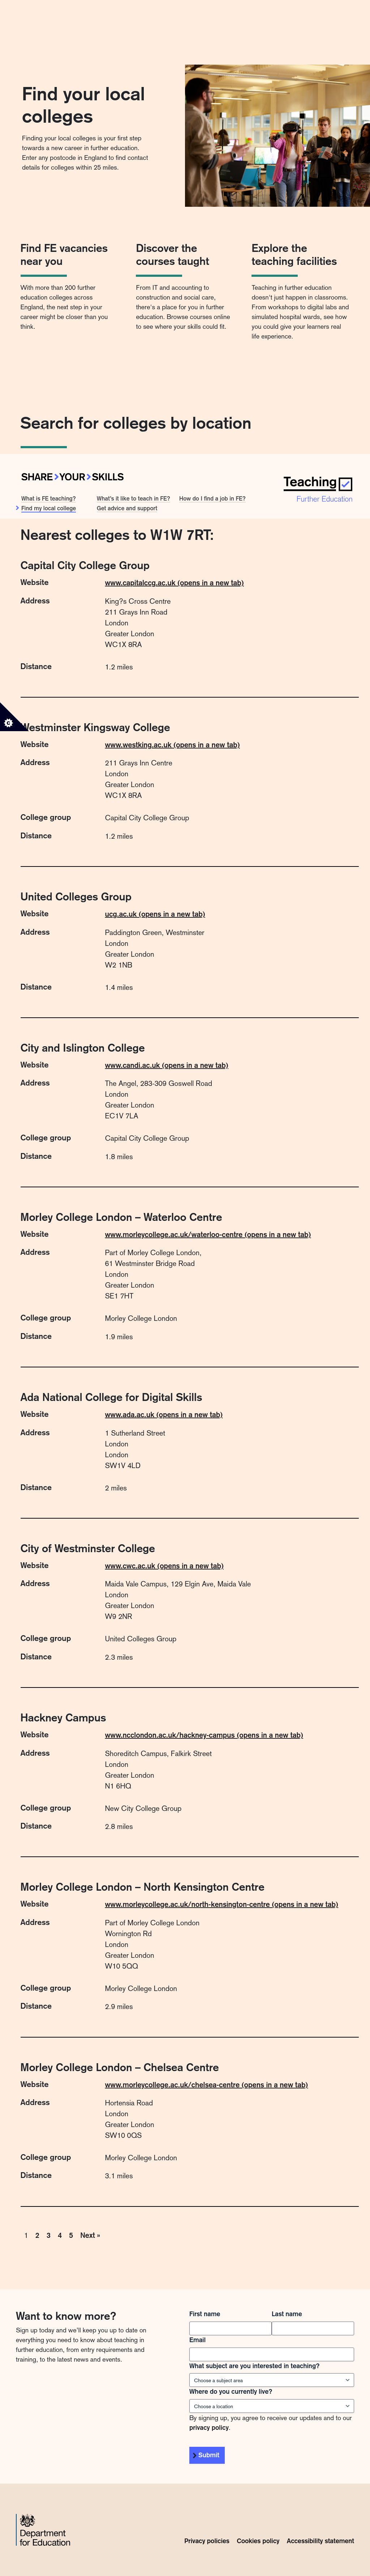 Find your local
colleges
Finding your local colleges is your first step
towards a new career in further education.
Enter any postcode in England to find contact
details for colleges within 25 miles.
Find FE vacancies
near you
With more than 200 further
education colleges across
England, the next step in your
career might be closer than you
think.
Discover the
courses taught
From IT and accounting to
construction and social care,
there's a place for you in further
education. Browse courses online
to see where your skills could fit.
Explore the
teaching facilities
Teaching in further education
doesn't just happen in classrooms.
From workshops to digital labs and
simulated hospital wards, see how
you could give your learners real
life experience.
Search for colleges by location
SHARE YOUR SKILLS
What is FE teaching?
What's it like to teach in FE?
How do I find a job in FE?
Find my local college
Get advice and support
Teaching
Further Education
Nearest colleges to W1W 7RT:
Capital City College Group
Website
www.capitalccg.ac.uk (opens in a new tab)
Address
King?s Cross Centre
211 Grays Inn Road
London
Greater London
WC1X 8RA
Distance
1.2 miles
Westminster Kingsway College
Website
www.westking.ac.uk (opens in a new tab)
Address
211 Grays Inn Centre
London
Greater London
WC1X 8RA
College group
Capital City College Group
Distance
1.2 miles
United Colleges Group
Website
ucg.ac.uk (opens in a new tab)
Address
Paddington Green, Westminster
London
Greater London
W2 1NB
Distance
1.4 miles
City and Islington College
Website
www.candi.ac.uk (opens in a new tab)
Address
The Angel, 283-309 Goswell Road
London
Greater London
EC1V 7LA
College group
Capital City College Group
Distance
1.8 miles
Morley College London – Waterloo Centre
Website
www.morleycollege.ac.uk/waterloo-centre (opens in a new tab)
Address
Part of Morley College London,
61 Westminster Bridge Road
London
Greater London
SE1 7HT
College group
Morley College London
Distance
1.9 miles
Ada National College for Digital Skills
Website
www.ada.ac.uk (opens in a new tab)
Address
1 Sutherland Street
London
London
SW1V 4LD
Distance
2 miles
City of Westminster College
Website
www.cwc.ac.uk (opens in a new tab)
Address
Maida Vale Campus, 129 Elgin Ave, Maida Vale
London
Greater London
W9 2NR
College group
United Colleges Group
Distance
2.3 miles
Hackney Campus
Website
www.ncclondon.ac.uk/hackney-campus (opens in a new tab)
Address
Shoreditch Campus, Falkirk Street
London
Greater London
N1 6HQ
College group
New City College Group
Distance
2.8 miles
Morley College London – North Kensington Centre
Website
www.morleycollege.ac.uk/north-kensington-centre (opens in a new tab)
Address
Part of Morley College London
Wornington Rd
London
Greater London
W10 5QQ
College group
Morley College London
Distance
2.9 miles
Morley College London – Chelsea Centre
Website
www.morleycollege.ac.uk/chelsea-centre (opens in a new tab)
Address
Hortensia Road
London
Greater London
SW10 0QS
College group
Morley College London
Distance
3.1 miles
1 2 3 4 5 Next »
Want to know more?
Sign up today and we'll keep you up to date on
everything you need to know about teaching in
further education, from entry requirements and
training, to the latest news and events.
First name
Last name
Email
What subject are you interested in teaching?
Choose a subject area
Where do you currently live?
Choose a location
By signing up, you agree to receive our updates and to our
privacy policy.
Submit
Department
for Education
Privacy policies
Cookies policy
Accessibility statement